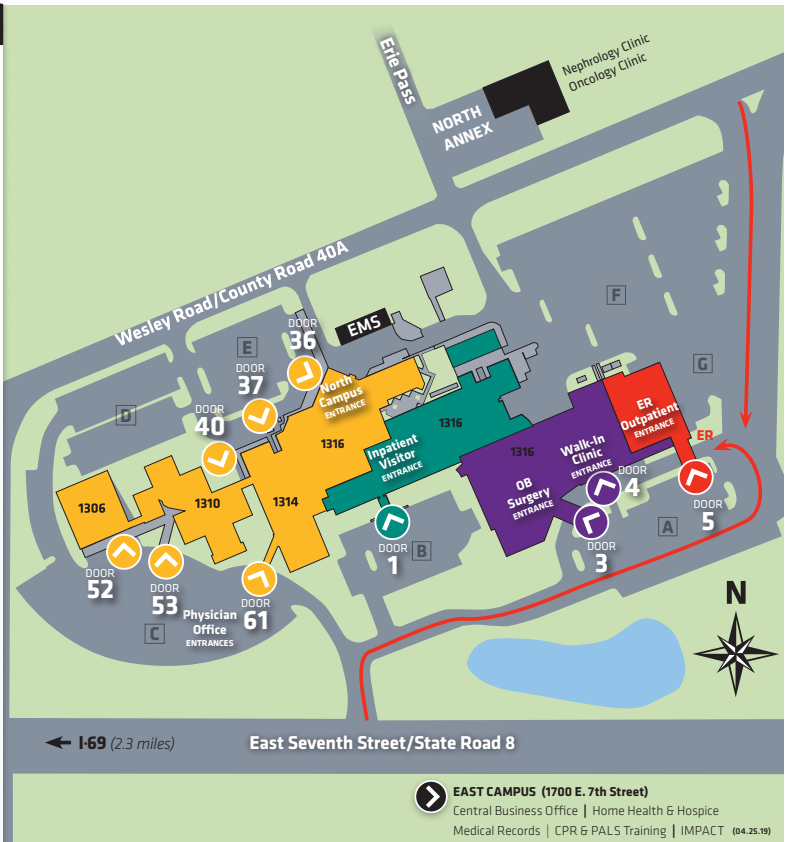 Erie Pass
Nephrology Clinic
Oncology Clinic
NORTH
ANNEX
Wesley Road/County Road 40A
EMS
F
E
DOOR
36
DOOR
37
G
D
DOOR
40
North
Campus
ENTRANCE
ER
Outpatient
ENTRANCE
ER
1316
1316
1316
Inpatient
Visitor
ENTRANCE
Walk-In
Clinic
ENTRANCE
OB
Surgery
ENTRANCE
DOOR
4
DOOR
5
1306
1310
1314
A
B
DOOR
1
DOOR
3
DOOR
52
DOOR
53
DOOR
61
Physician
Office
ENTRANCES
C
N
I-69 (2.3 miles)
East Seventh Street/State Road 8
EAST CAMPUS (1700 E. 7th Street)
Central Business Office | Home Health & Hospice
Medical Records | CPR & PALS Training | IMPACT (04.25.19)